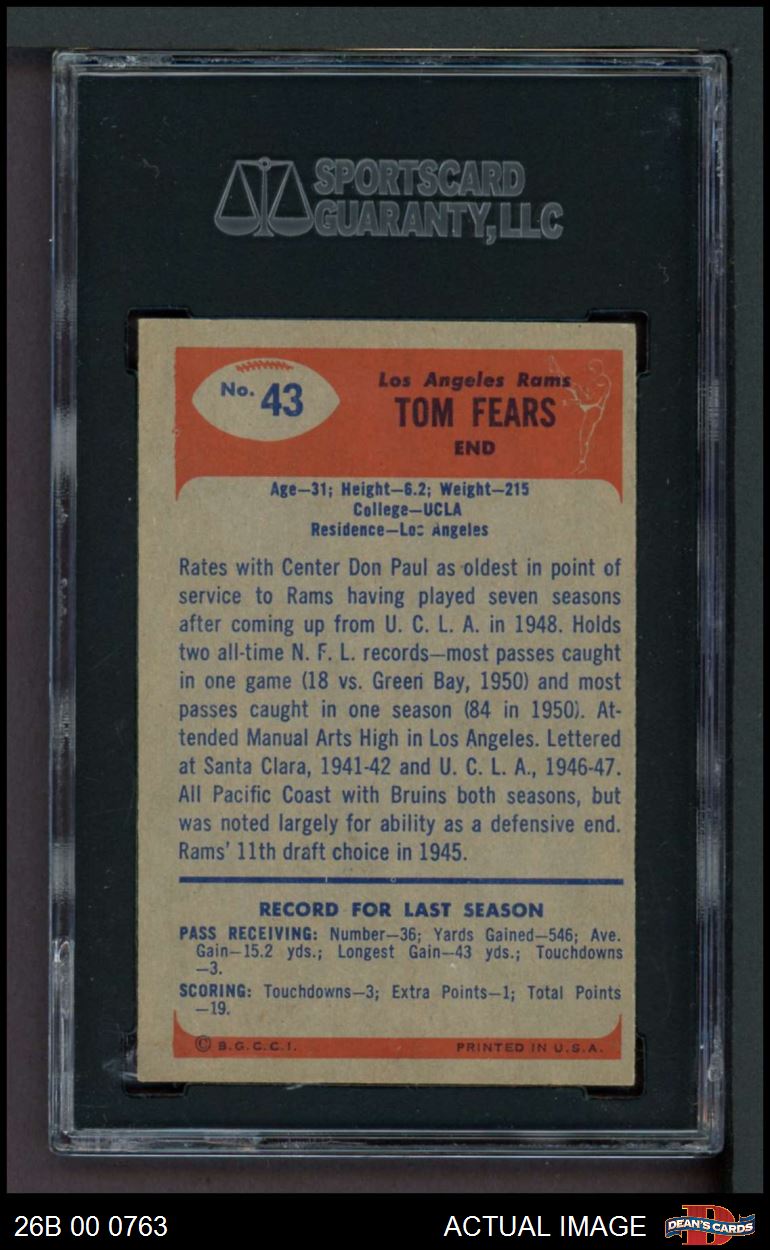 SPORTSCARD
GUARANTY, LLC
No. 43
Los Angeles Rams
TOM FEARS
END
Age—31; Height—6.2; Weight—215
College—UCLA
Residence—Los Angeles
Rates with Center Don Paul as oldest in point of
service to Rams having played seven seasons
after coming up from U. C. L. A. in 1948. Holds
two all-time N. F. L. records—most passes caught
in one game (18 vs. Green Bay, 1950) and most
passes caught in one season (84 in 1950). At-
tended Manual Arts High in Los Angeles. Lettered
at Santa Clara, 1941-42 and U. C. L. A., 1946-47.
All Pacific Coast with Bruins both seasons, but
was noted largely for ability as a defensive end.
Rams' 11th draft choice in 1945.
RECORD FOR LAST SEASON
PASS RECEIVING: Number—36; Yards Gained—546; Ave.
Gain—15.2 yds.; Longest Gain—43 yds.; Touchdowns
—3.
SCORING: Touchdowns—3; Extra Points—1; Total Points
—19.
© B.G.C.C.I. PRINTED IN U.S.A.
26B 00 0763 ACTUAL IMAGE DEAN'S CARDS